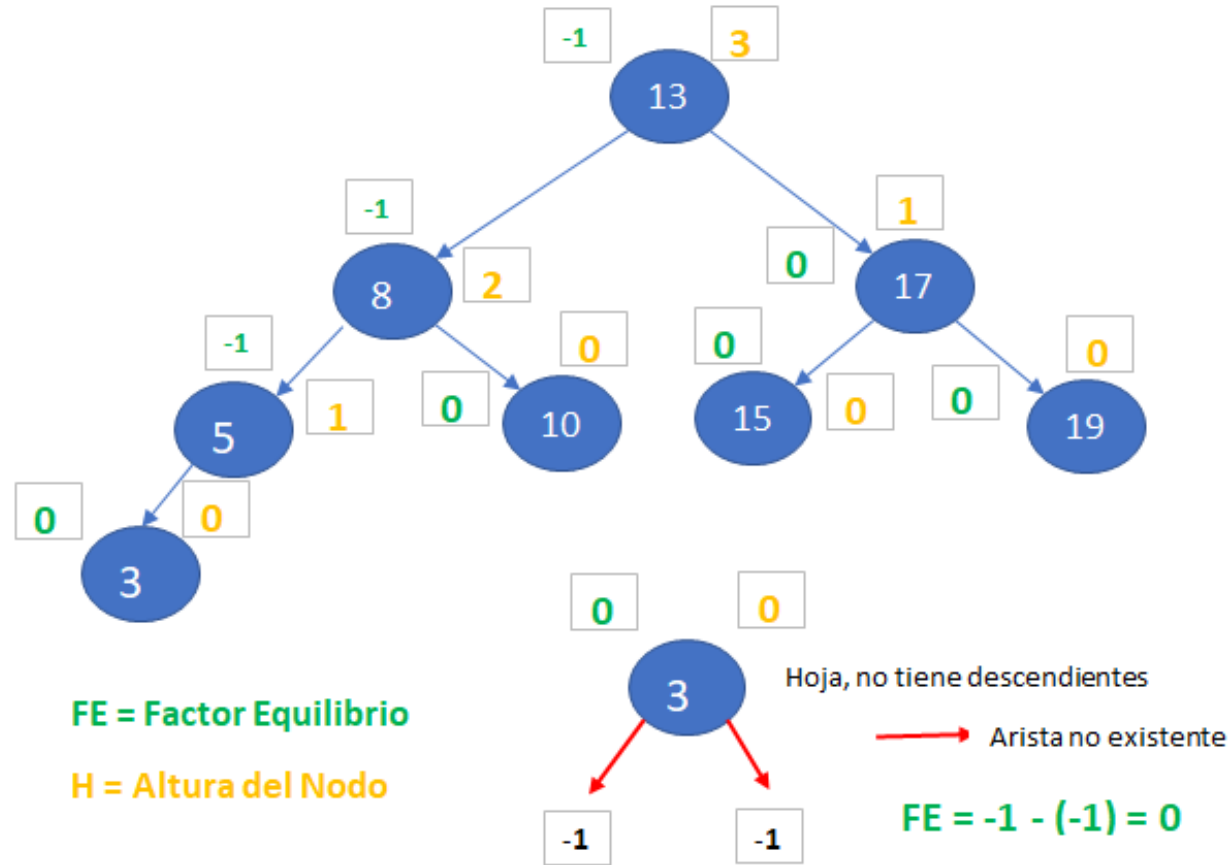 -1 3
13
-1 1
8 2 0 17
-1 0 0 0
5 1 0 10 15 0 0 19
0 0
3
0 0
3 Hoja, no tiene descendientes
FE = Factor Equilibrio
Arista no existente
H = Altura del Nodo
FE = -1 - (-1) = 0
-1 -1